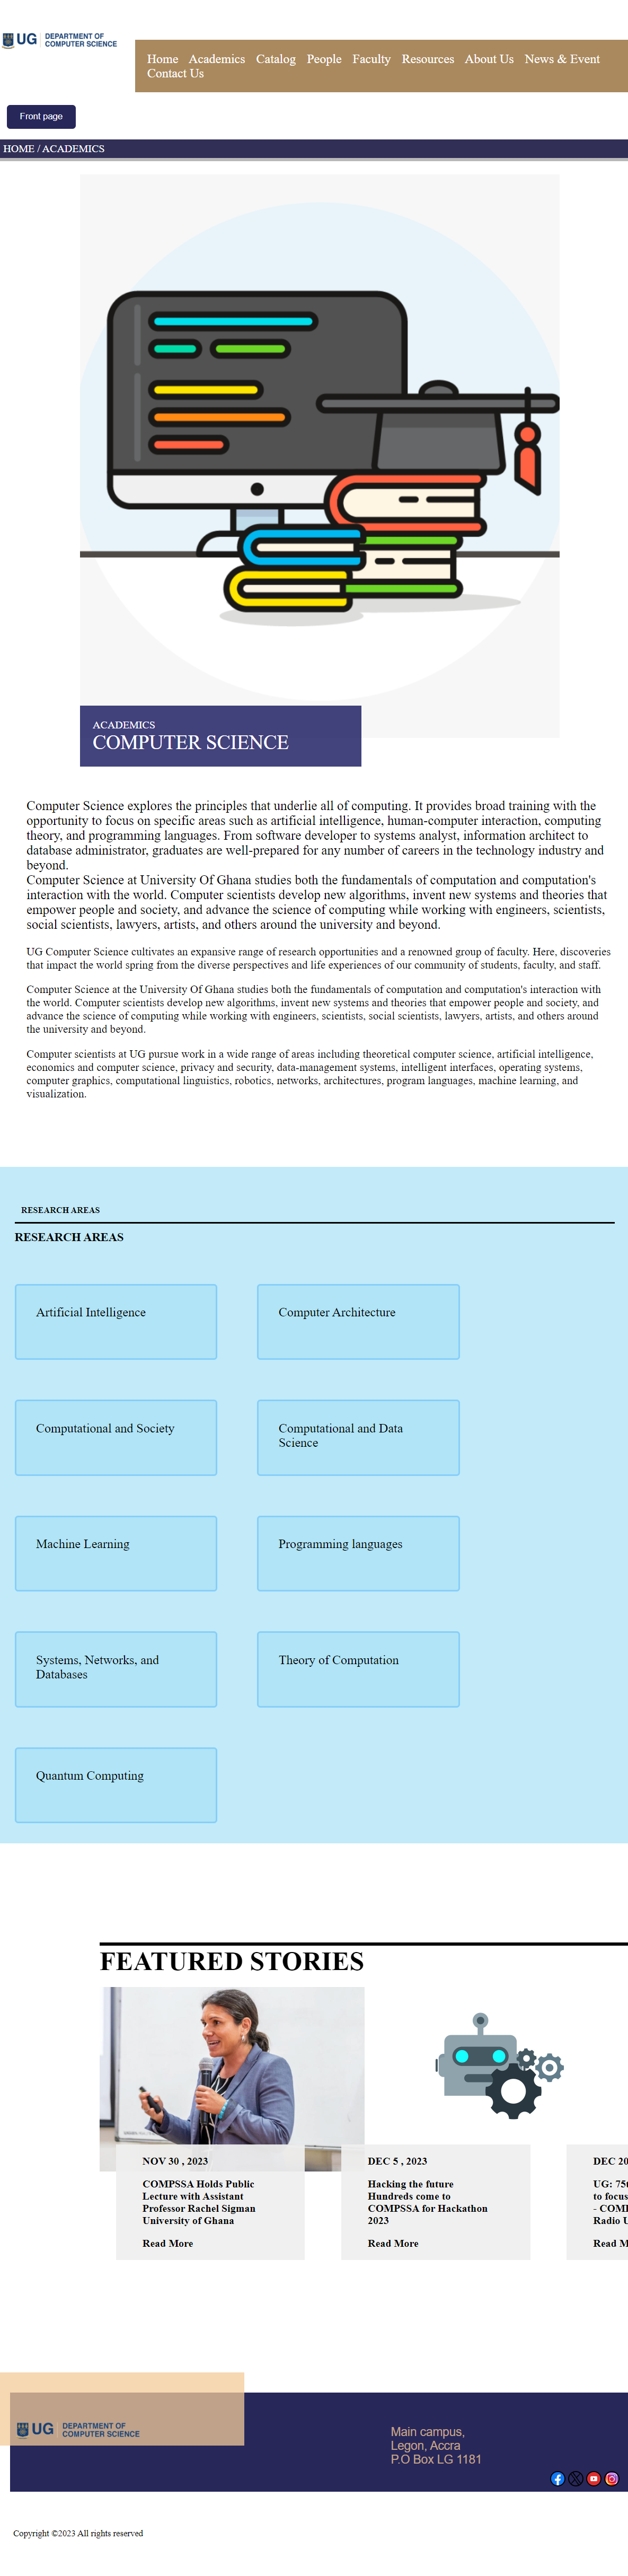 UG DEPARTMENT OF
COMPUTER SCIENCE
Home Academics Catalog People Faculty Resources About Us News & Event
Contact Us
Front page
HOME / ACADEMICS
ACADEMICS
COMPUTER SCIENCE
Computer Science explores the principles that underlie all of computing. It provides broad training with the
opportunity to focus on specific areas such as artificial intelligence, human-computer interaction, computing
theory, and programming languages. From software developer to systems analyst, information architect to
database administrator, graduates are well-prepared for any number of careers in the technology industry and
beyond.
Computer Science at University Of Ghana studies both the fundamentals of computation and computation's
interaction with the world. Computer scientists develop new algorithms, invent new systems and theories that
empower people and society, and advance the science of computing while working with engineers, scientists,
social scientists, lawyers, artists, and others around the university and beyond.
UG Computer Science cultivates an expansive range of research opportunities and a renowned group of faculty. Here, discoveries
that impact the world spring from the diverse perspectives and life experiences of our community of students, faculty, and staff.
Computer Science at the University Of Ghana studies both the fundamentals of computation and computation's interaction with
the world. Computer scientists develop new algorithms, invent new systems and theories that empower people and society, and
advance the science of computing while working with engineers, scientists, social scientists, lawyers, artists, and others around
the university and beyond.
Computer scientists at UG pursue work in a wide range of areas including theoretical computer science, artificial intelligence,
economics and computer science, privacy and security, data-management systems, intelligent interfaces, operating systems,
computer graphics, computational linguistics, robotics, networks, architectures, program languages, machine learning, and
visualization.
RESEARCH AREAS
RESEARCH AREAS
Artificial Intelligence
Computer Architecture
Computational and Society
Computational and Data
Science
Machine Learning
Programming languages
Systems, Networks, and
Databases
Theory of Computation
Quantum Computing
FEATURED STORIES
NOV 30 , 2023
COMPSSA Holds Public
Lecture with Assistant
Professor Rachel Sigman
University of Ghana
Read More
DEC 5 , 2023
Hacking the future
Hundreds come to
COMPSSA for Hackathon
2023
Read More
DEC 20
UG: 75t
to focus
- COMP
Radio U
Read M
UG DEPARTMENT OF
COMPUTER SCIENCE
Main campus,
Legon, Accra
P.O Box LG 1181
Copyright ©2023 All rights reserved